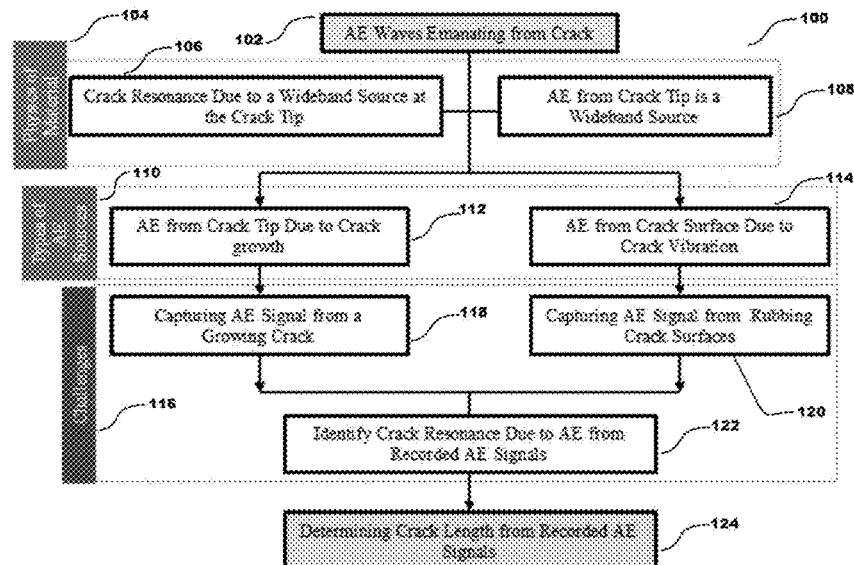 104
102
AE Waves Emanating from Crack
100
106
Crack Resonance Due to a Wideband Source at
the Crack Tip
AE from Crack Tip is a
Wideband Source
108
110
114
AE from Crack Tip Due to Crack
growth
112
AE from Crack Surface Due to
Crack Vibration
Capturing AE Signal from a
Growing Crack
118
Capturing AE Signal from Rubbing
Crack Surfaces
116
120
Identify Crack Resonance Due to AE from
Recorded AE Signals
122
Determining Crack Length from Recorded AE
Signals
124